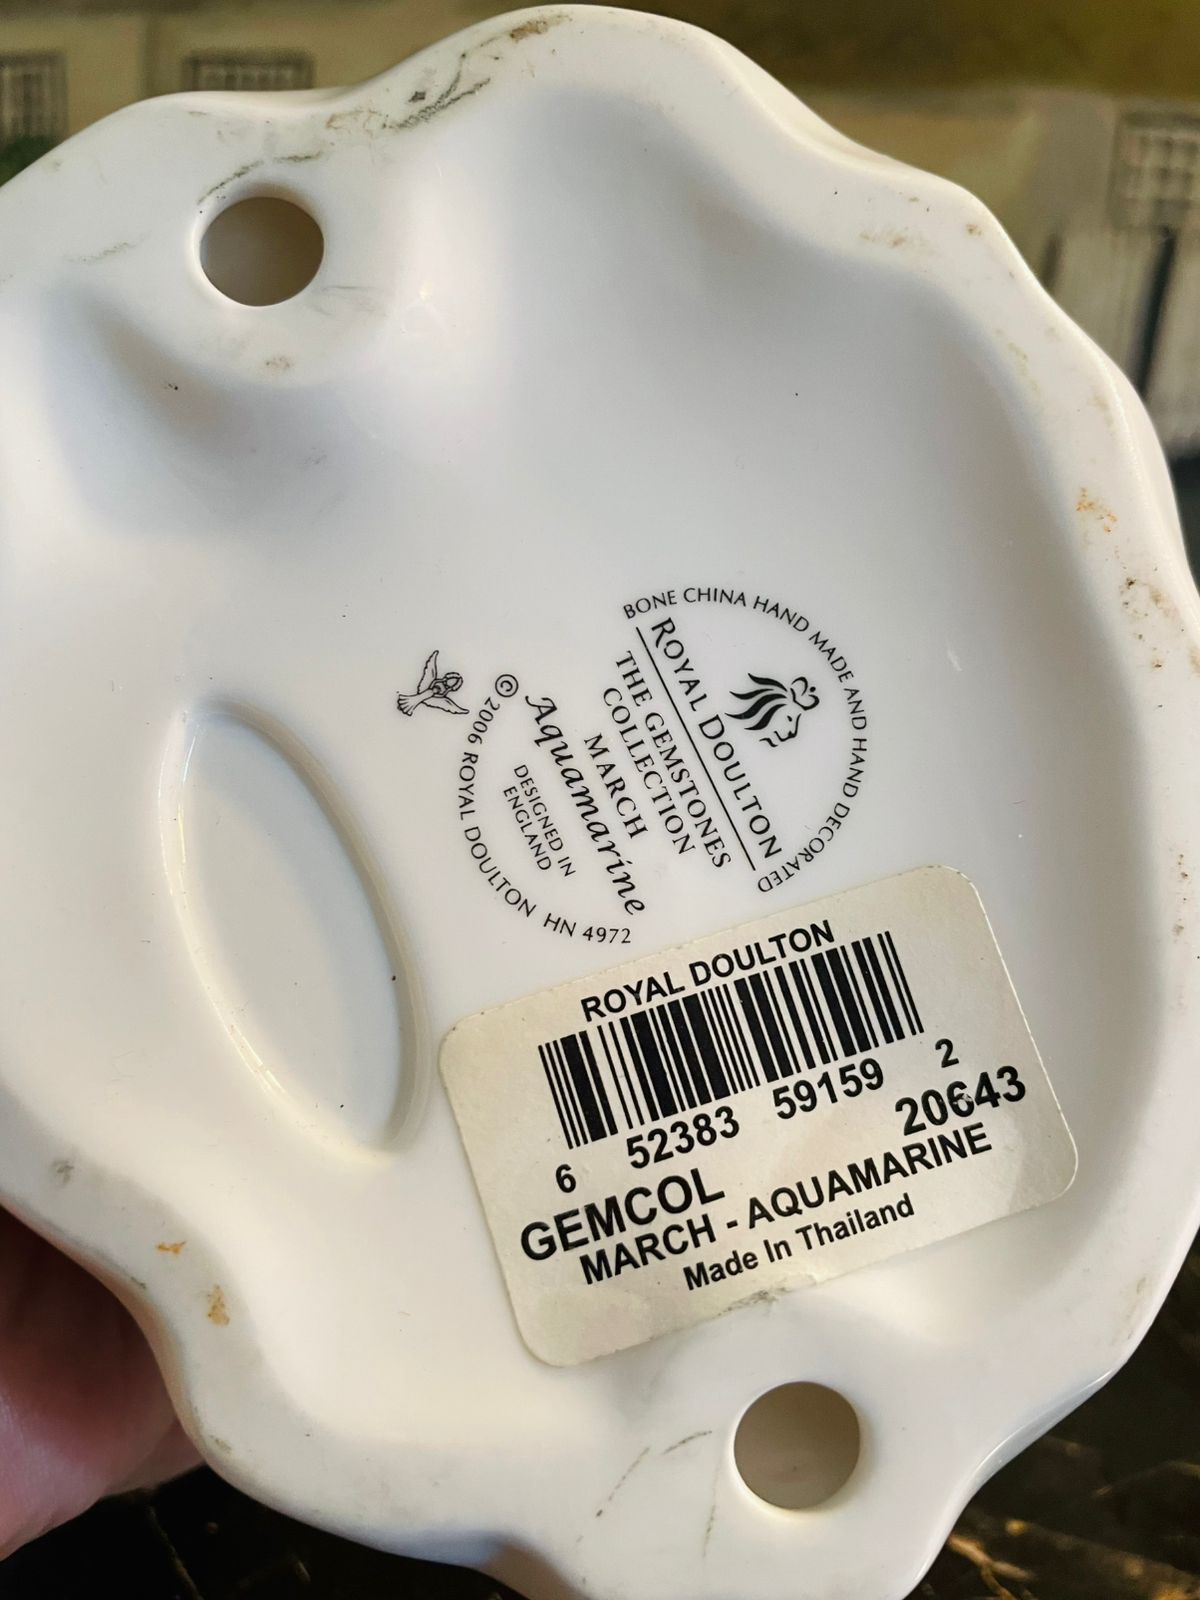 BONE CHINA HAND MADE AND HAND DECORATED
ROYAL DOULTON
THE GEMSTONES
COLLECTION
MARCH
Aquamarine
DESIGNED IN
ENGLAND
© 2006 ROYAL DOULTON HN 4972
ROYAL DOULTON
6 52383 59159 2
20643
GEMCOL
MARCH - AQUAMARINE
Made In Thailand